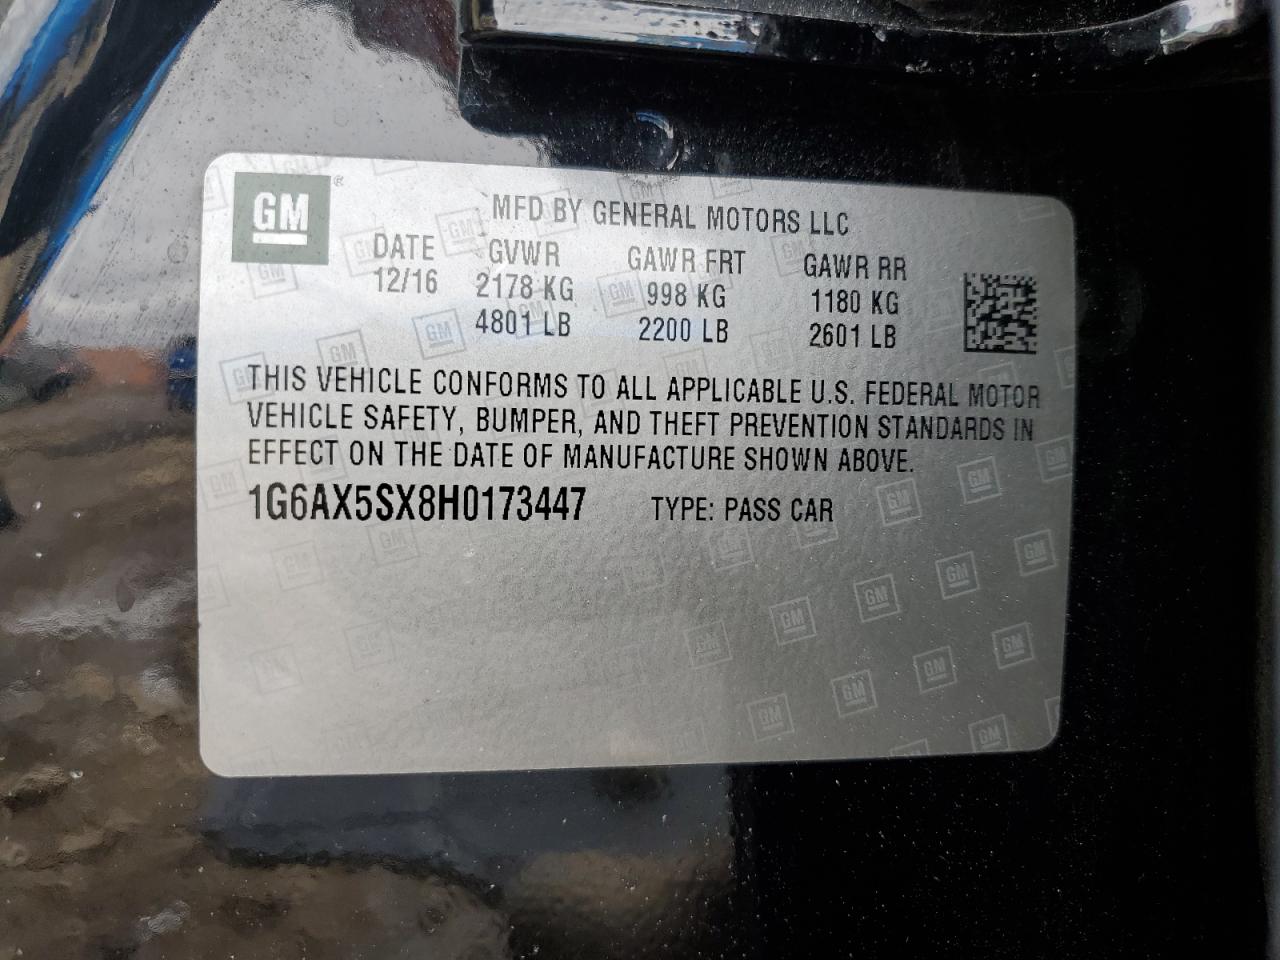 GM ®
MFD BY GENERAL MOTORS LLC
DATE GVWR GAWR FRT GAWR RR
12/16 2178 KG 998 KG 1180 KG
4801 LB 2200 LB 2601 LB
THIS VEHICLE CONFORMS TO ALL APPLICABLE U.S. FEDERAL MOTOR
VEHICLE SAFETY, BUMPER, AND THEFT PREVENTION STANDARDS IN
EFFECT ON THE DATE OF MANUFACTURE SHOWN ABOVE.
1G6AX5SX8H0173447 TYPE: PASS CAR